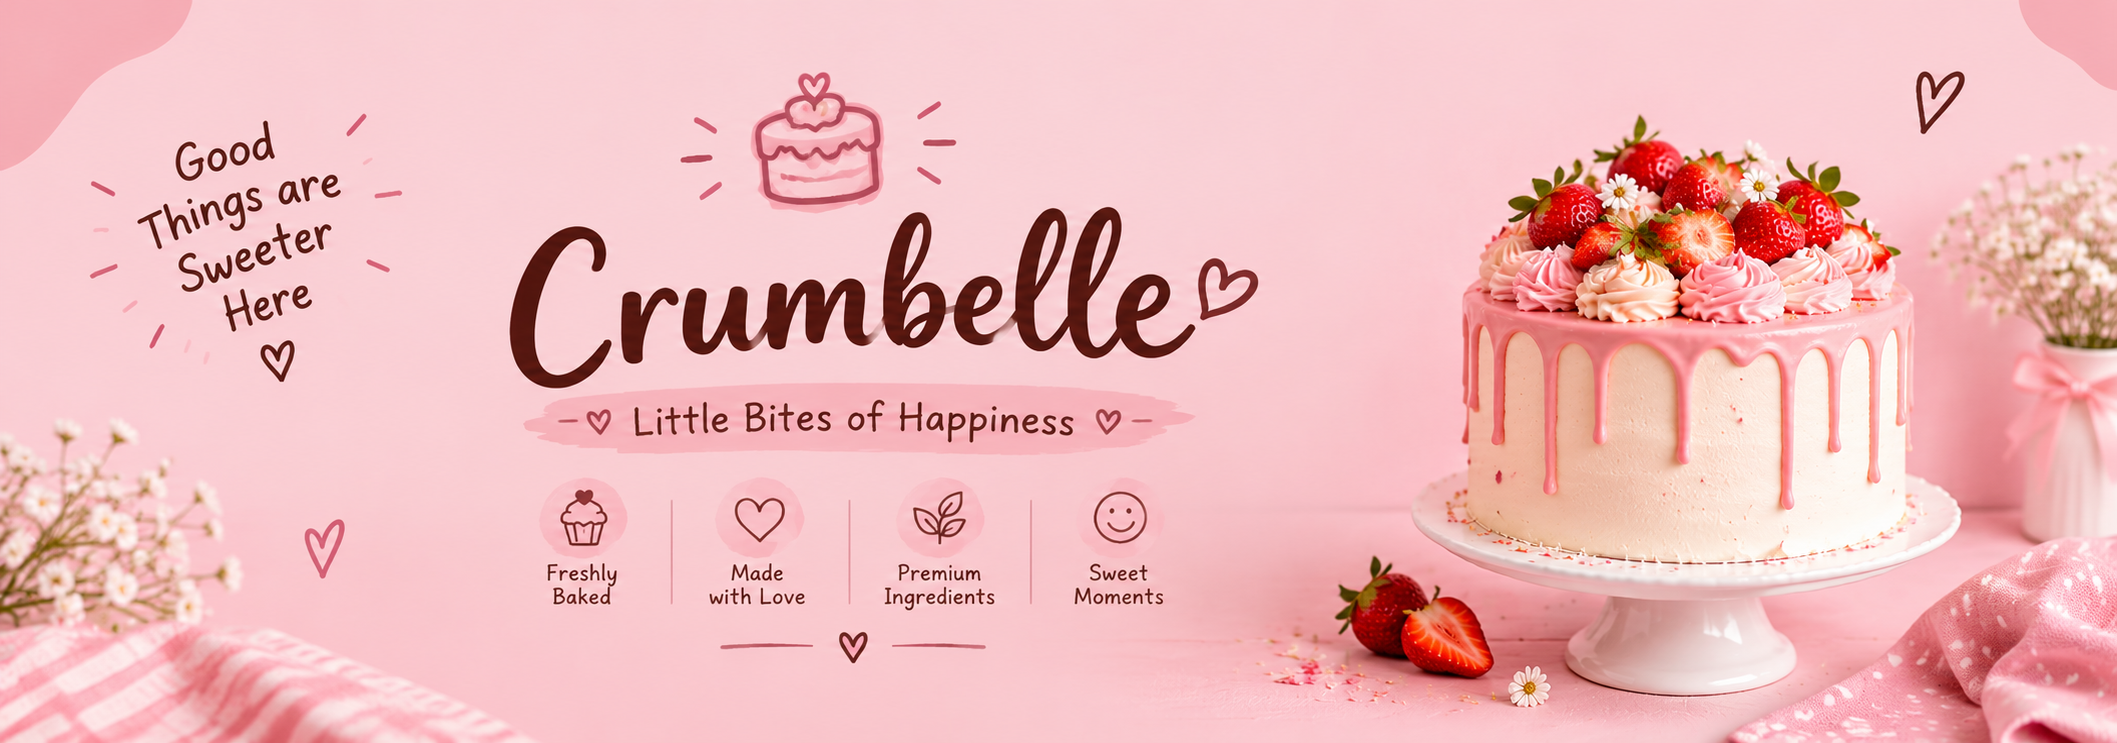 Good
Things are
Sweeter
Here
Crumbelle
Little Bites of Happiness
Freshly
Baked
Made
with Love
Premium
Ingredients
Sweet
Moments